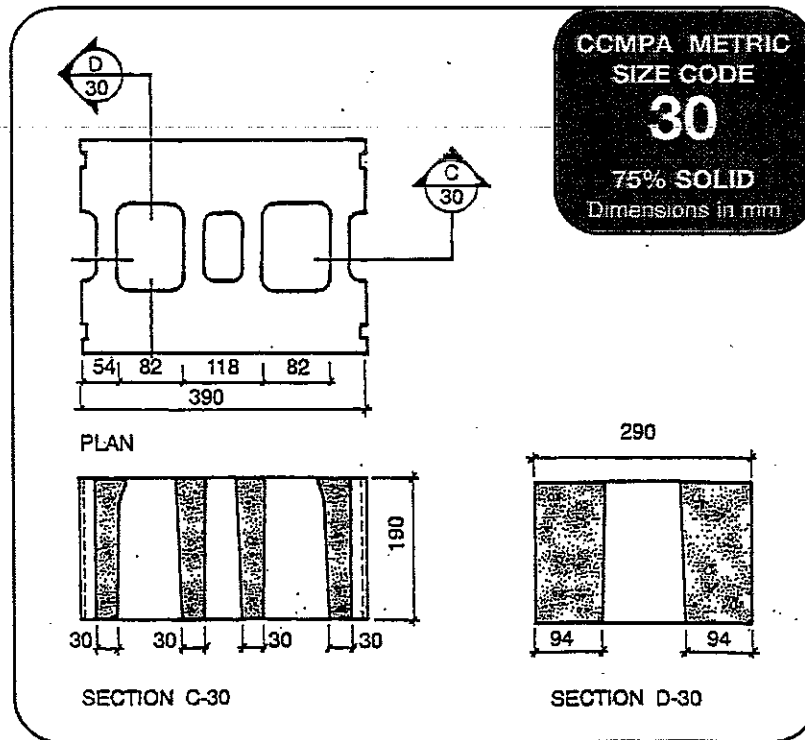 CCMPA METRIC
SIZE CODE
30
75% SOLID
Dimensions in mm
D
30
C
30
54 82 118 82
390
PLAN
290
190
30 30 30 30
94 94
SECTION C-30
SECTION D-30